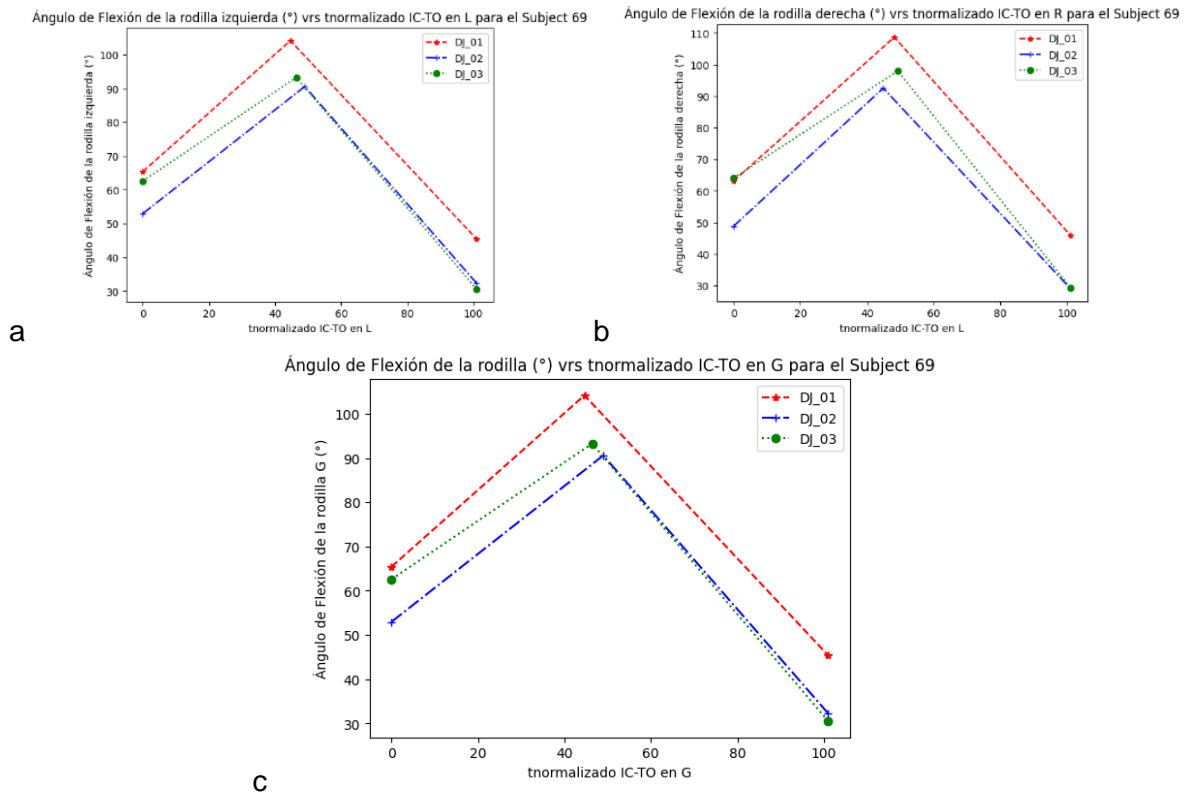 Ángulo de Flexión de la rodilla izquierda (°) vrs tnormalizado IC-TO en L para el Subject 69
Ángulo de Flexión de la rodilla izquierda (°)
100
90
80
70
60
50
40
30
DJ_01
DJ_02
DJ_03
0 20 40 60 80 100
tnormalizado IC-TO en L
a
Ángulo de Flexión de la rodilla derecha (°) vrs tnormalizado IC-TO en R para el Subject 69
Ángulo de Flexión de la rodilla derecha (°)
110
100
90
80
70
60
50
40
30
DJ_01
DJ_02
DJ_03
0 20 40 60 80 100
tnormalizado IC-TO en L
b
Ángulo de Flexión de la rodilla (°) vrs tnormalizado IC-TO en G para el Subject 69
Ángulo de Flexión de la rodilla G (°)
100
90
80
70
60
50
40
30
DJ_01
DJ_02
DJ_03
0 20 40 60 80 100
tnormalizado IC-TO en G
c